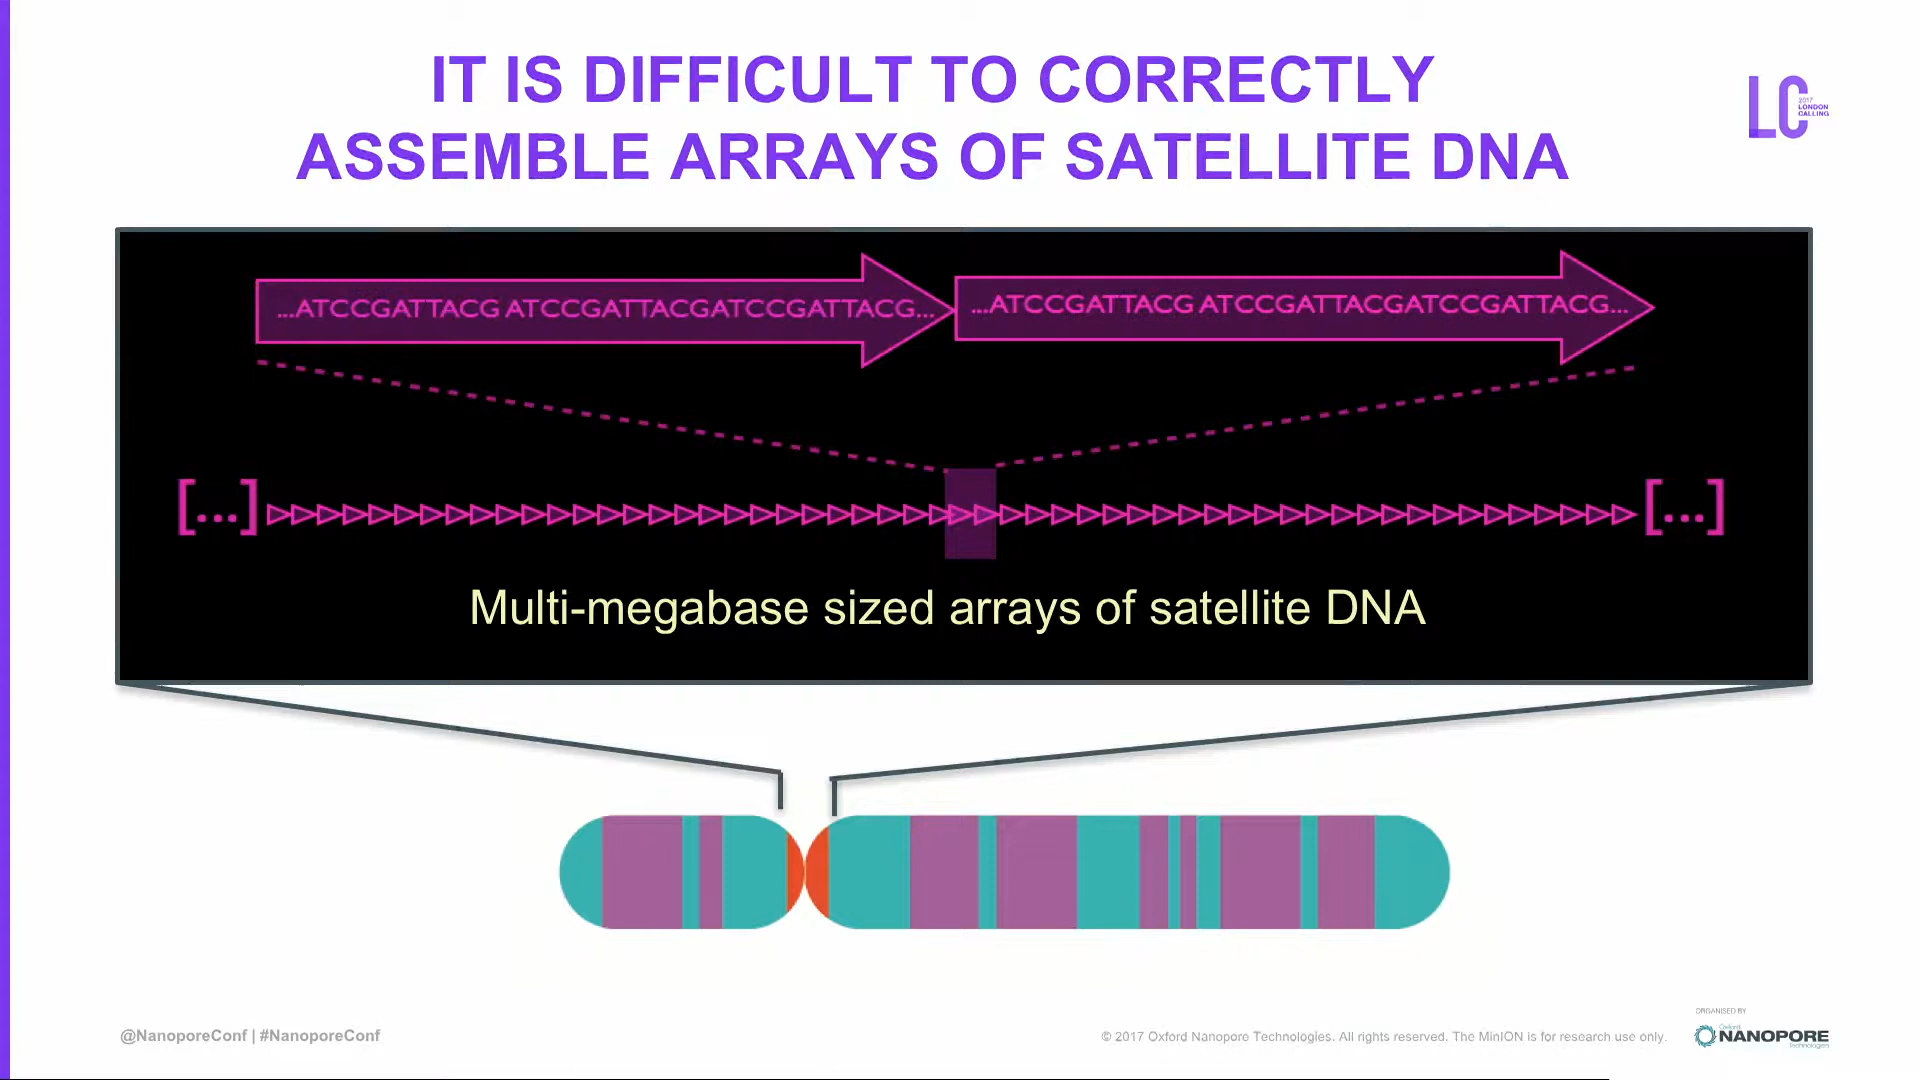 IT IS DIFFICULT TO CORRECTLY
ASSEMBLE ARRAYS OF SATELLITE DNA
LC
2017
LONDON
CALLING
...ATCCGATTACG ATCCGATTACGATCCGATTACG...
...ATCCGATTACG ATCCGATTACGATCCGATTACG...
[...] [...]
Multi-megabase sized arrays of satellite DNA
@NanoporeConf | #NanoporeConf
© 2017 Oxford Nanopore Technologies. All rights reserved. The MinION is for research use only.
ORGANISED BY
Oxford
NANOPORE
Technologies